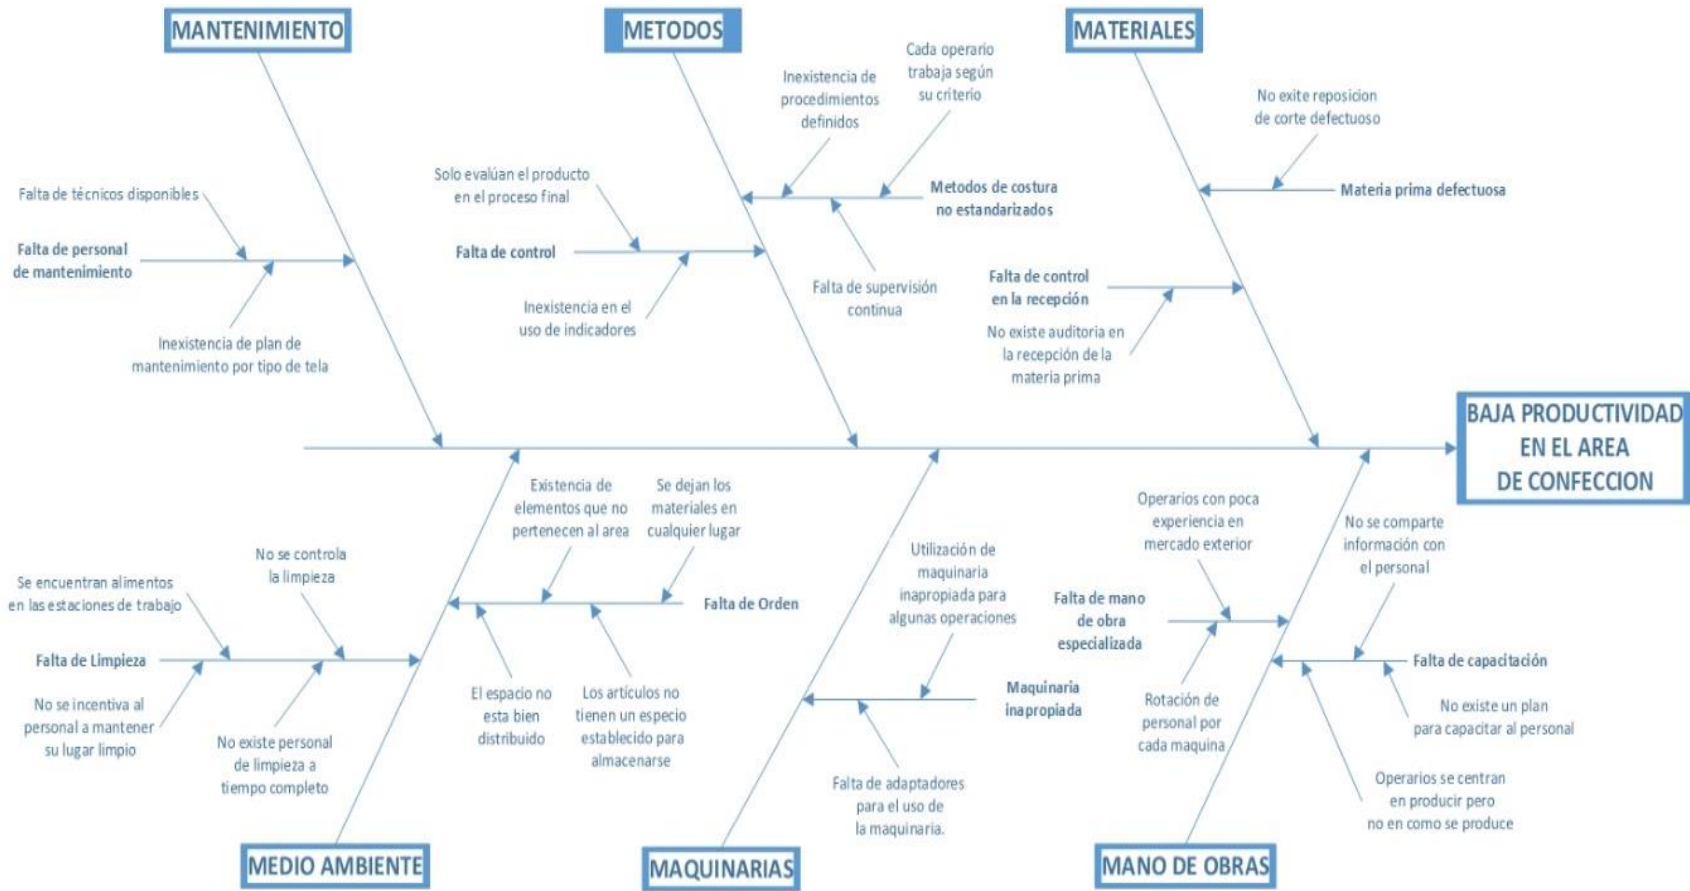 MANTENIMIENTO
METODOS
MATERIALES
Falta de técnicos disponibles
Falta de personal
de mantenimiento
Inexistencia de plan de
mantenimiento por tipo de tela
Inexistencia de
procedimientos
definidos
Cada operario
trabaja según
su criterio
Solo evalúan el producto
en el proceso final
Metodos de costura
no estandarizados
Falta de control
Falta de supervisión
continua
Inexistencia en el
uso de indicadores
No exite reposicion
de corte defectuoso
Materia prima defectuosa
Falta de control
en la recepción
No existe auditoria en
la recepción de la
materia prima
BAJA PRODUCTIVIDAD
EN EL AREA
DE CONFECCION
Existencia de
elementos que no
pertenecen al area
Se dejan los
materiales en
cualquier lugar
No se controla
la limpieza
Se encuentran alimentos
en las estaciones de trabajo
Falta de Orden
Falta de Limpieza
No se incentiva al
personal a mantener
su lugar limpio
No existe personal
de limpieza a
tiempo completo
El espacio no
esta bien
distribuido
Los artículos no
tienen un especio
establecido para
almacenarse
Utilización de
maquinaria
inapropiada para
algunas operaciones
Maquinaria
inapropiada
Falta de adaptadores
para el uso de
la maquinaria.
Operarios con poca
experiencia en
mercado exterior
No se comparte
información con
el personal
Falta de mano
de obra
especializada
Falta de capacitación
Rotación de
personal por
cada maquina
No existe un plan
para capacitar al personal
Operarios se centran
en producir pero
no en como se produce
MEDIO AMBIENTE
MAQUINARIAS
MANO DE OBRAS